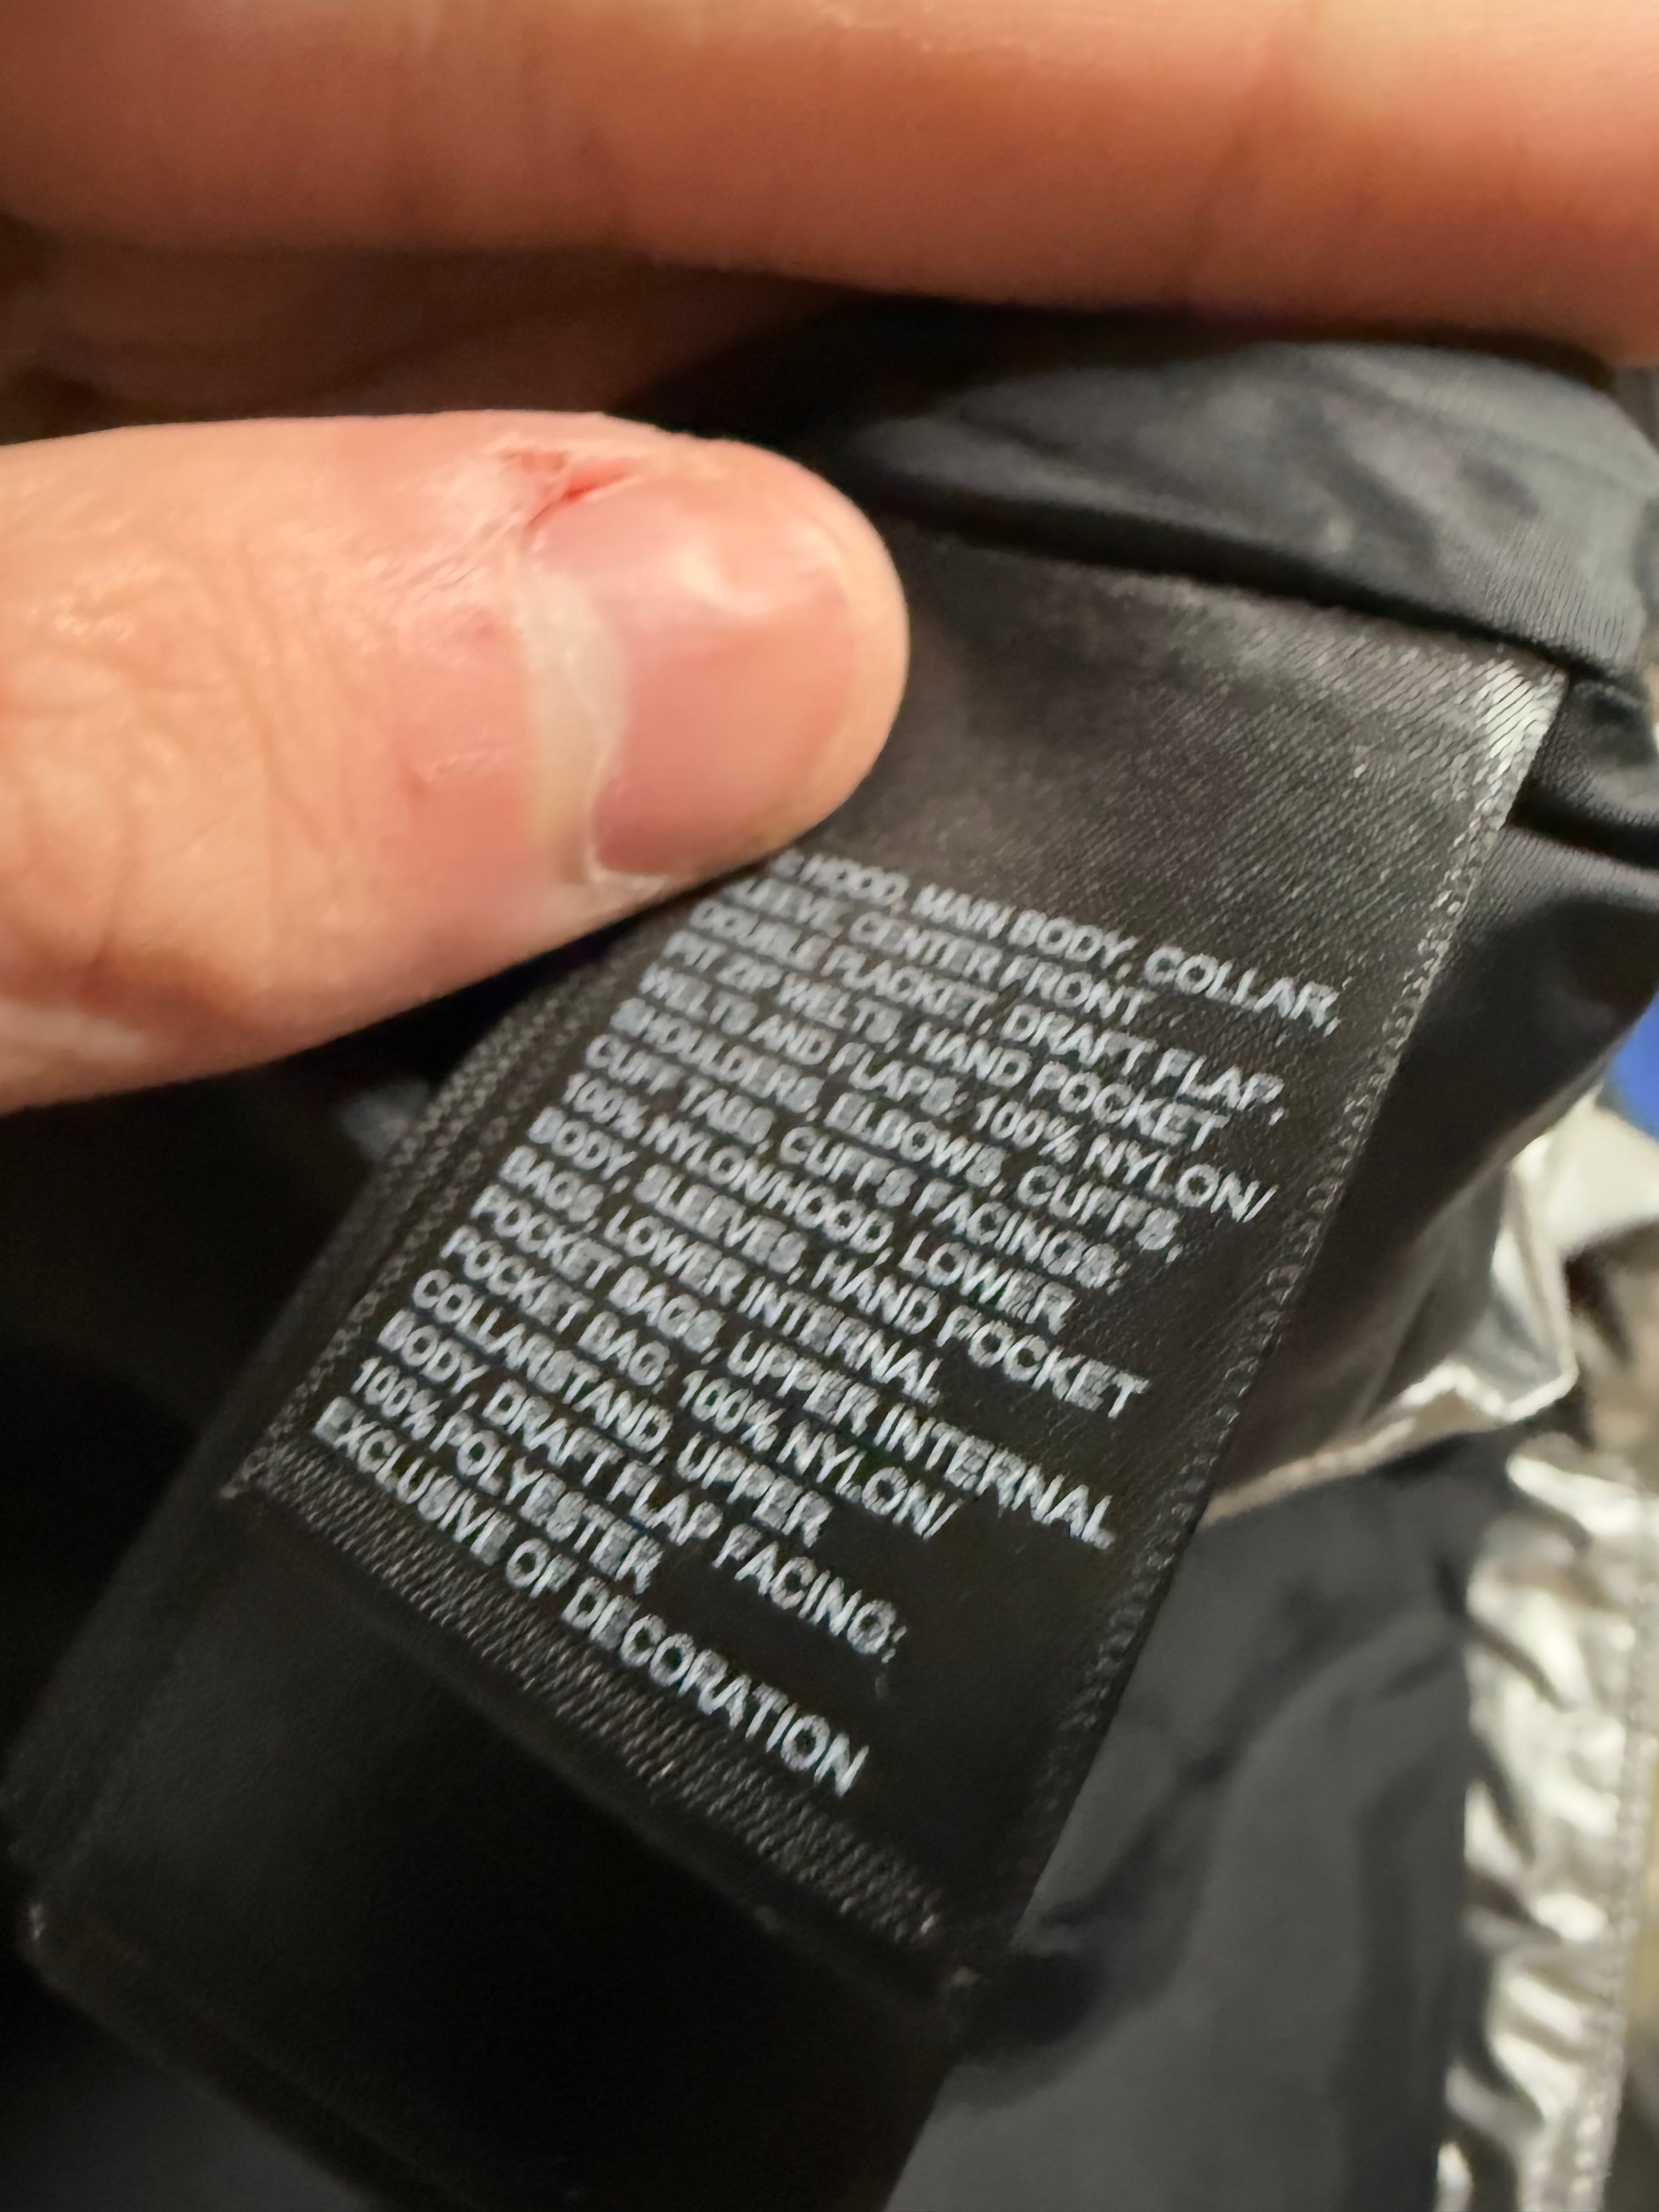 HOOD, MAIN BODY, COLLAR,
SLEEVE, CENTER FRONT
DOUBLE PLACKET, DRAFT FLAP,
PIT ZIP WELTS, HAND POCKET
WELTS AND FLAPS: 100% NYLON/
SHOULDERS, ELBOWS, CUFFS,
CUFF TABS, CUFFS FACINGS:
100% NYLON/HOOD, LOWER
BODY, SLEEVES, HAND POCKET
BAGS, LOWER INTERNAL
POCKET BAGS, UPPER INTERNAL
POCKET BAG: 100% NYLON/
COLLARSTAND, UPPER
BODY, DRAFT FLAP FACING:
100% POLYESTER
EXCLUSIVE OF DECORATION